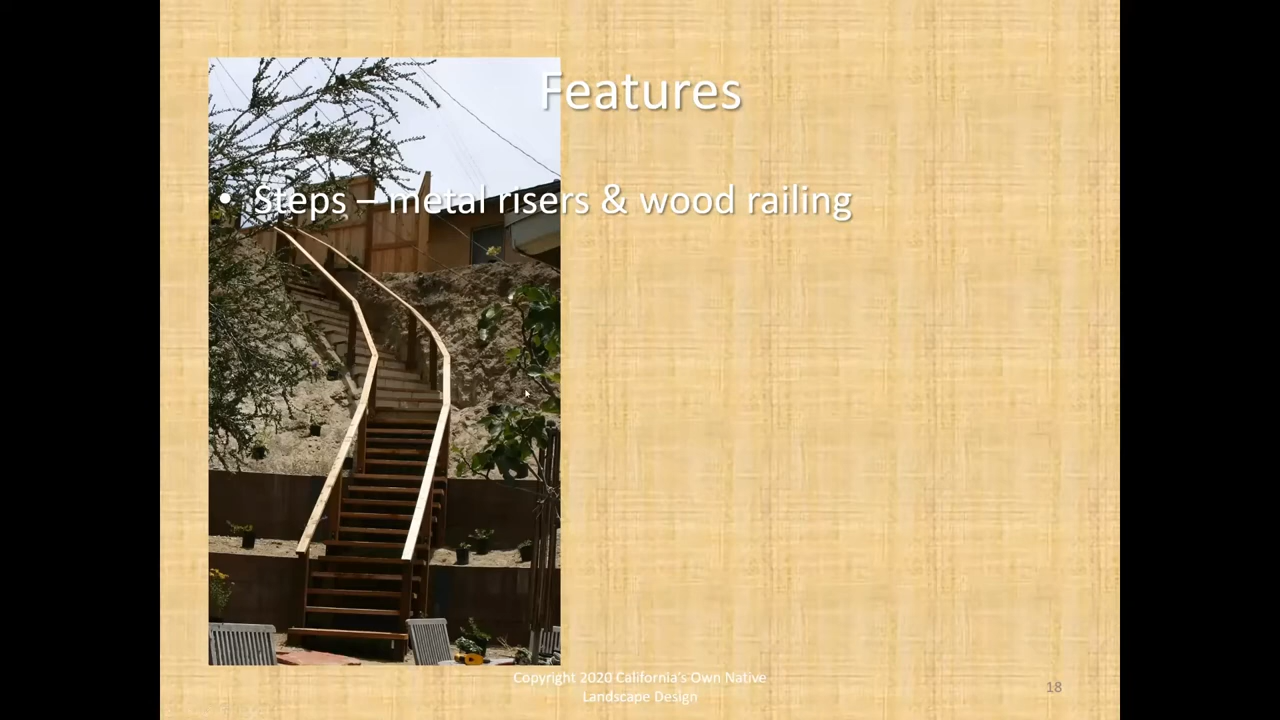 Features
• Steps – metal risers & wood railing
Copyright 2020 California's Own Native
Landscape Design
18